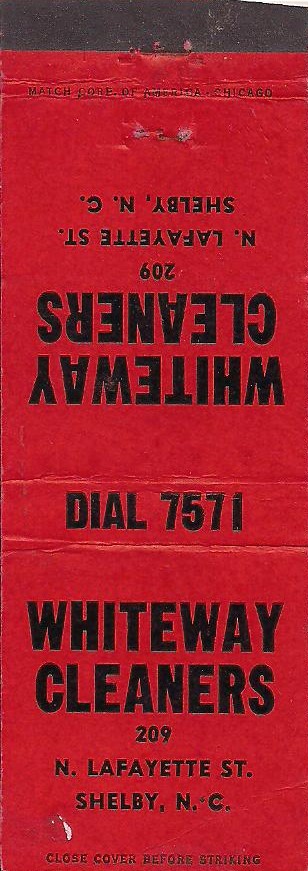 MATCH CORP. OF AMERICA, CHICAGO
WHITEWAY
CLEANERS
209
N. LAFAYETTE ST.
SHELBY, N. C.
DIAL 7571
WHITEWAY
CLEANERS
209
N. LAFAYETTE ST.
SHELBY, N. C.
CLOSE COVER BEFORE STRIKING